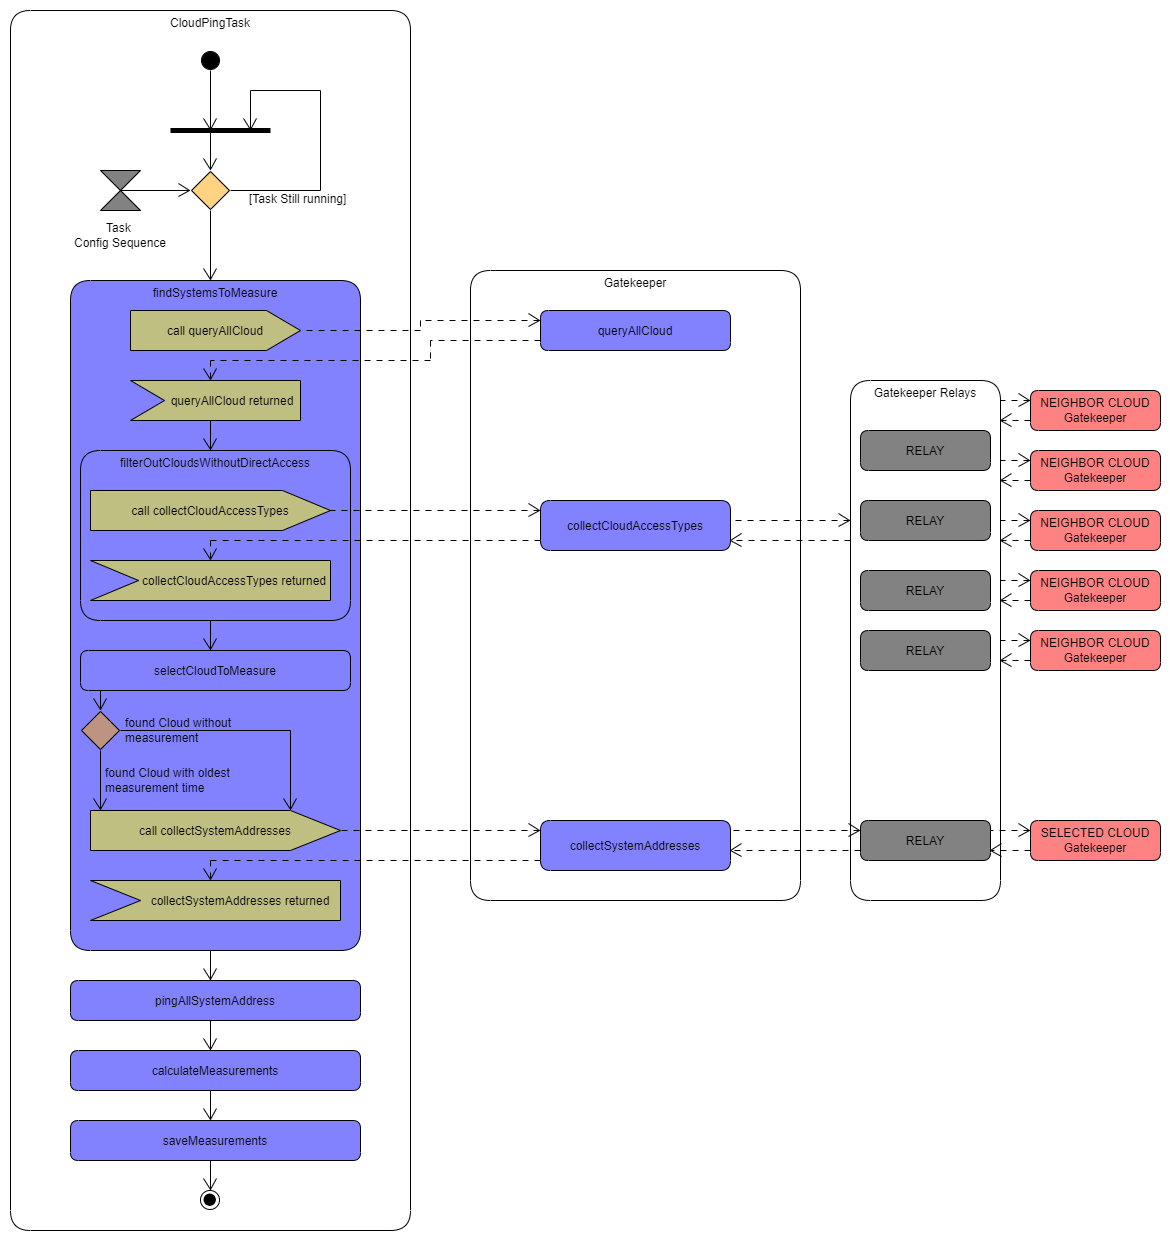 CloudPingTask
[Task Still running]
Task
Config Sequence
findSystemsToMeasure
call queryAllCloud
queryAllCloud returned
filterOutCloudsWithoutDirectAccess
call collectCloudAccessTypes
collectCloudAccessTypes returned
selectCloudToMeasure
found Cloud without
measurement
found Cloud with oldest
measurement time
call collectSystemAddresses
collectSystemAddresses returned
pingAllSystemAddress
calculateMeasurements
saveMeasurements
Gatekeeper
queryAllCloud
collectCloudAccessTypes
collectSystemAddresses
Gatekeeper Relays
RELAY
RELAY
RELAY
RELAY
RELAY
NEIGHBOR CLOUD
Gatekeeper
NEIGHBOR CLOUD
Gatekeeper
NEIGHBOR CLOUD
Gatekeeper
NEIGHBOR CLOUD
Gatekeeper
NEIGHBOR CLOUD
Gatekeeper
SELECTED CLOUD
Gatekeeper